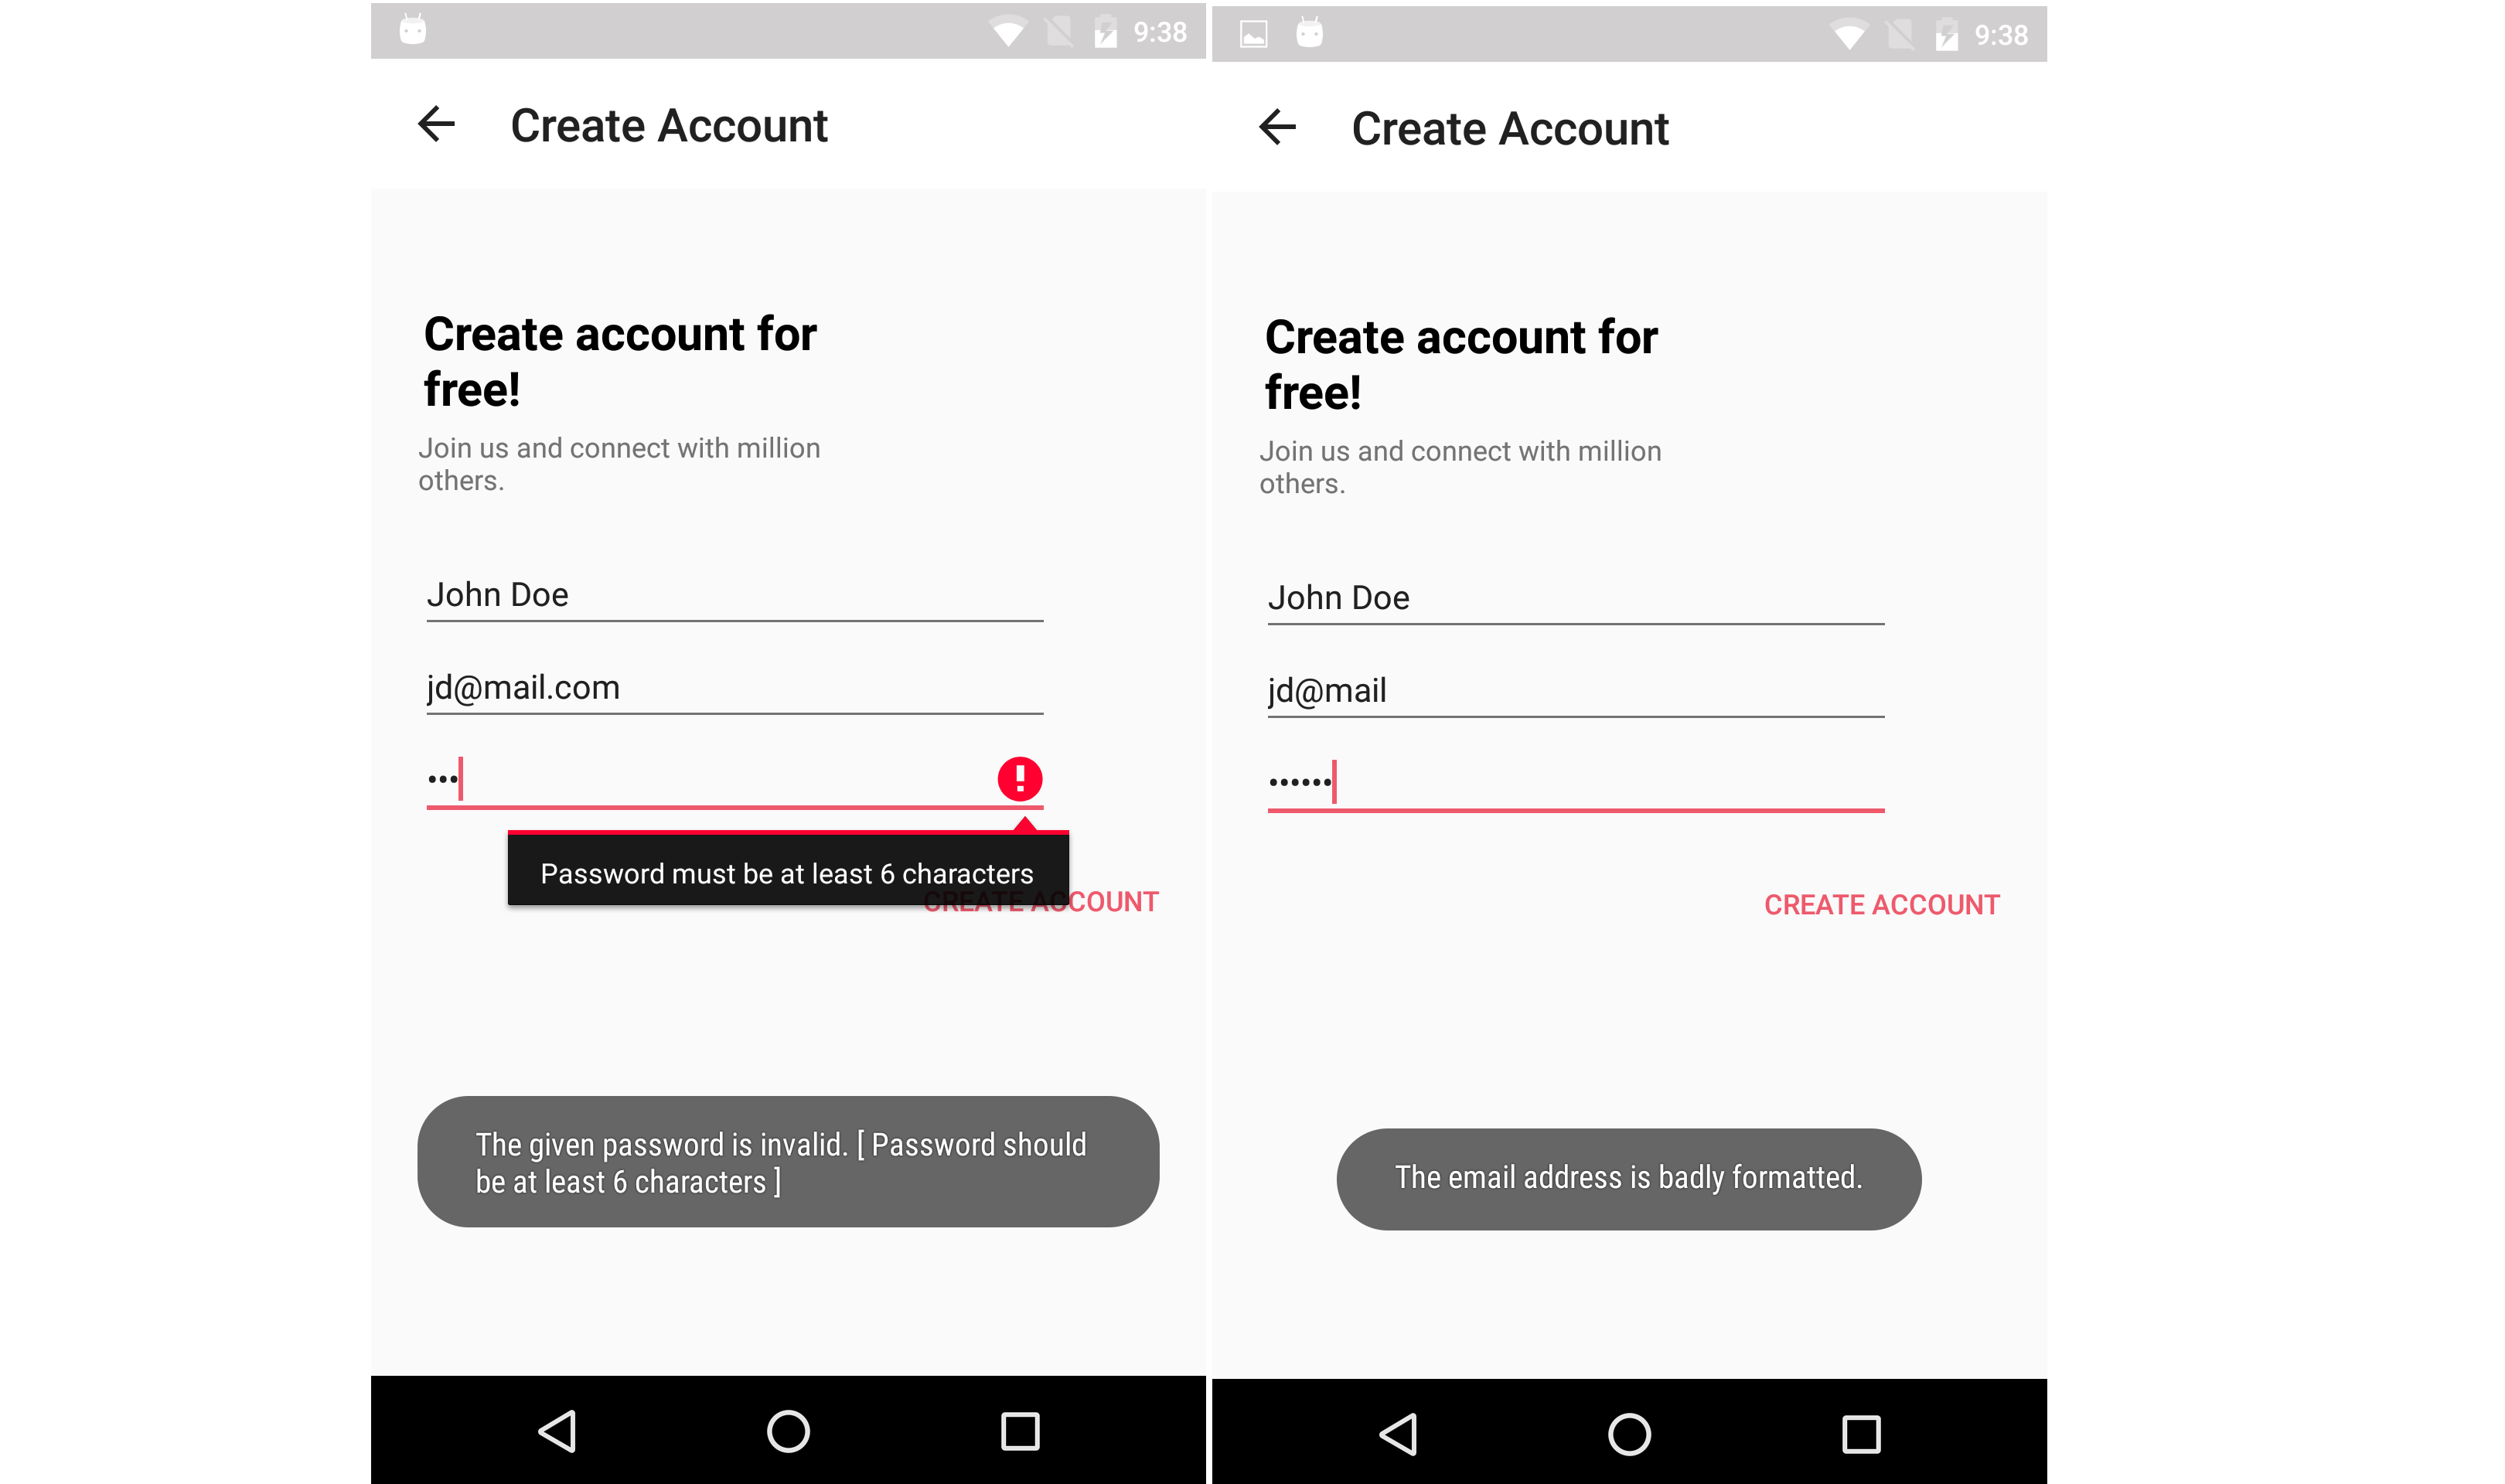 9:38
Create Account
Create account for
free!
Join us and connect with million
others.
John Doe
jd@mail.com
Password must be at least 6 characters
CREATE ACCOUNT
The given password is invalid. [ Password should
be at least 6 characters ]
9:38
Create Account
Create account for
free!
Join us and connect with million
others.
John Doe
jd@mail
CREATE ACCOUNT
The email address is badly formatted.